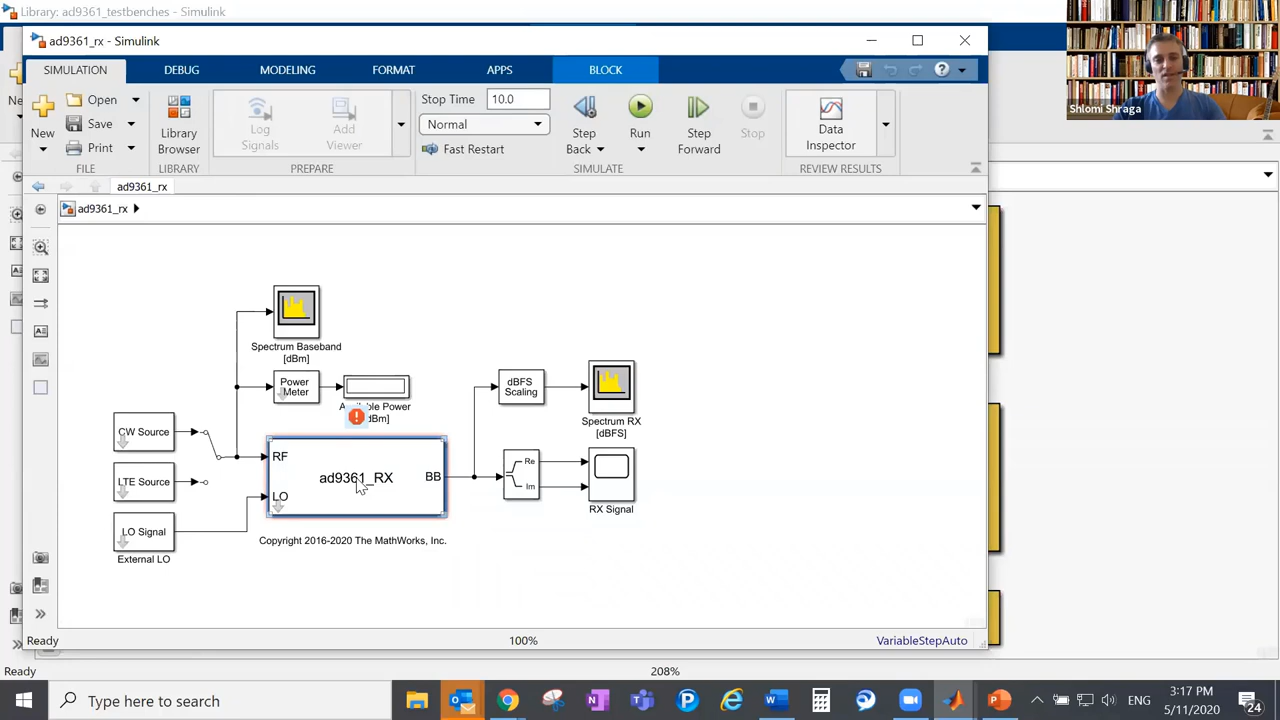 Library: ad9361_testbenches - Simulink
ad9361_rx - Simulink
Shlomi Shraga
SIMULATION
DEBUG
MODELING
FORMAT
APPS
BLOCK
New
Open
Save
Print
FILE
Library Browser
LIBRARY
Log Signals
Add Viewer
PREPARE
Stop Time 10.0
Normal
Fast Restart
Step Back
Run
Step Forward
Stop
SIMULATE
Data Inspector
REVIEW RESULTS
ad9361_rx
ad9361_rx
Spectrum Baseband
[dBm]
Power
Meter
dBm]
dBFS
Scaling
Spectrum RX
[dBFS]
CW Source
LTE Source
LO Signal
External LO
RF
LO
ad9361_RX
BB
Re
Im
RX Signal
Copyright 2016-2020 The MathWorks, Inc.
Ready
100%
VariableStepAuto
Ready
208%
Type here to search
ENG
3:17 PM
5/11/2020
24